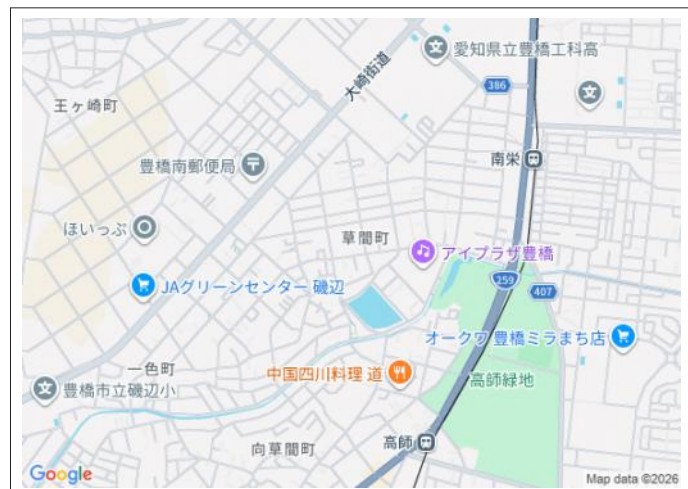 愛知県立豊橋工科高
大崎街道
386
王ヶ崎町
豊橋南郵便局
南栄
ほいっぷ
草間町
アイプラザ豊橋
259
407
JAグリーンセンター 磯辺
オークワ 豊橋ミラまち店
一色町
中国四川料理 道
高師緑地
豊橋市立磯辺小
向草間町
高師
Google
Map data ©2026